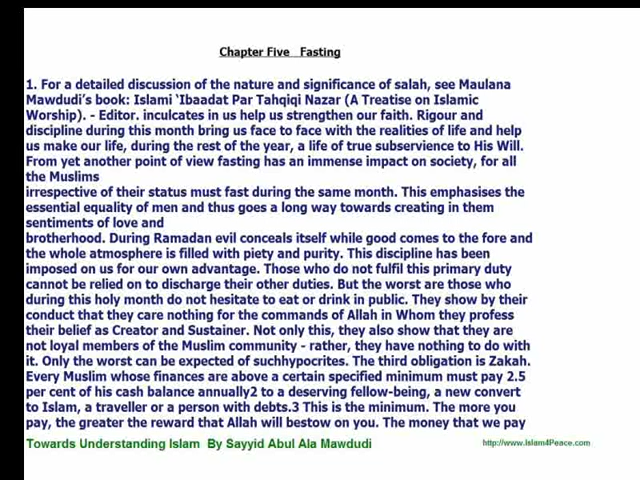 Chapter Five   Fasting
1. For a detailed discussion of the nature and significance of salah, see Maulana
Mawdudi's book: Islami 'Ibaadat Par Tahqiqi Nazar (A Treatise on Islamic
Worship). - Editor. inculcates in us help us strengthen our faith. Rigour and
discipline during this month bring us face to face with the realities of life and help
us make our life, during the rest of the year, a life of true subservience to His Will.
From yet another point of view fasting has an immense impact on society, for all
the Muslims
irrespective of their status must fast during the same month. This emphasises the
essential equality of men and thus goes a long way towards creating in them
sentiments of love and
brotherhood. During Ramadan evil conceals itself while good comes to the fore and
the whole atmosphere is filled with piety and purity. This discipline has been
imposed on us for our own advantage. Those who do not fulfil this primary duty
cannot be relied on to discharge their other duties. But the worst are those who
during this holy month do not hesitate to eat or drink in public. They show by their
conduct that they care nothing for the commands of Allah in Whom they profess
their belief as Creator and Sustainer. Not only this, they also show that they are
not loyal members of the Muslim community - rather, they have nothing to do with
it. Only the worst can be expected of suchhypocrites. The third obligation is Zakah.
Every Muslim whose finances are above a certain specified minimum must pay 2.5
per cent of his cash balance annually2 to a deserving fellow-being, a new convert
to Islam, a traveller or a person with debts.3 This is the minimum. The more you
pay, the greater the reward that Allah will bestow on you. The money that we pay
Towards Understanding Islam  By Sayyid Abul Ala Mawdudi
http://www.Islam4Peace.com